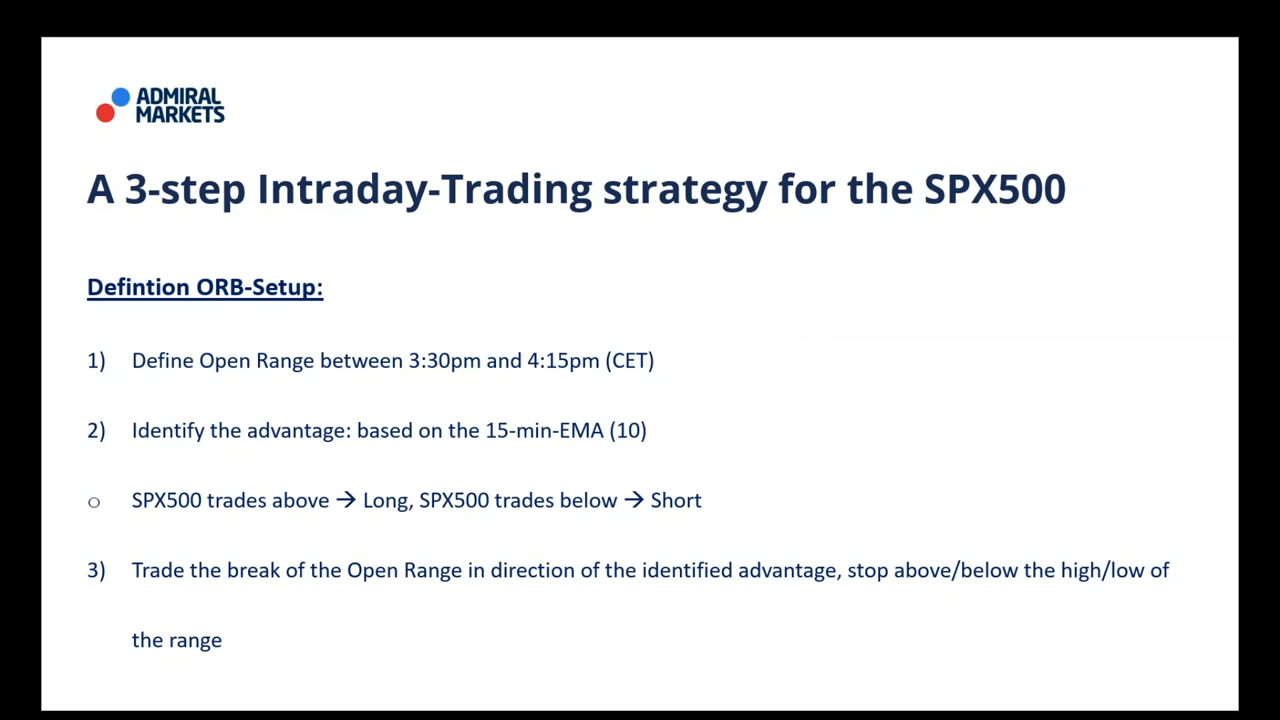 ADMIRAL
MARKETS
A 3-step Intraday-Trading strategy for the SPX500
Defintion ORB-Setup:
1) Define Open Range between 3:30pm and 4:15pm (CET)
2) Identify the advantage: based on the 15-min-EMA (10)
o SPX500 trades above → Long, SPX500 trades below → Short
3) Trade the break of the Open Range in direction of the identified advantage, stop above/below the high/low of
the range